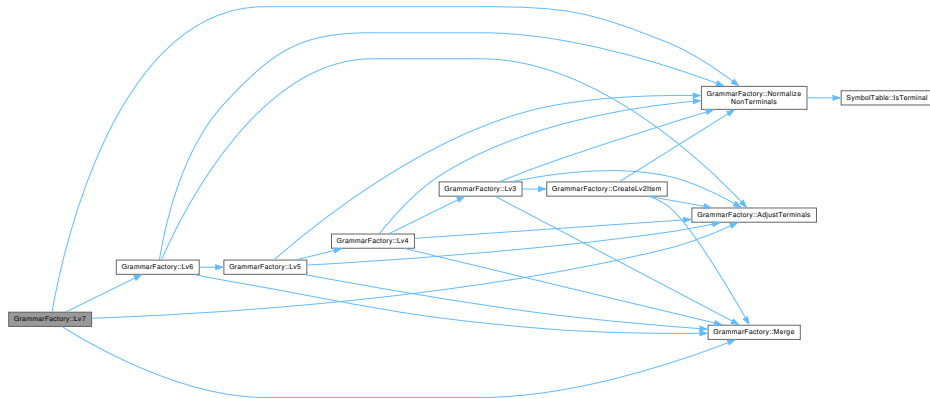 GrammarFactory::Normalize
NonTerminals
SymbolTable::IsTerminal
GrammarFactory::Lv3
GrammarFactory::CreateLv2Item
GrammarFactory::AdjustTerminals
GrammarFactory::Lv4
GrammarFactory::Lv6
GrammarFactory::Lv5
GrammarFactory::Lv7
GrammarFactory::Merge